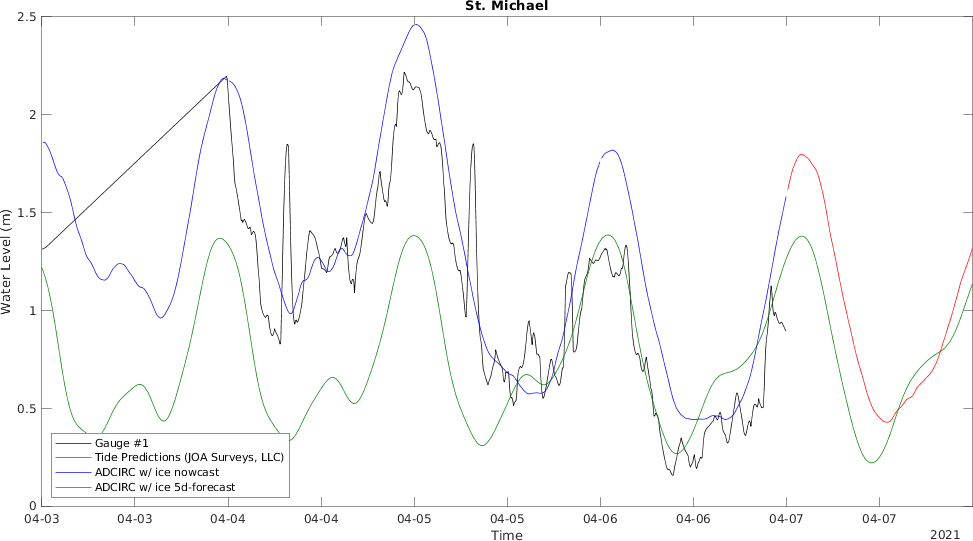 St. Michael
2.5
2
1.5
1
0.5
0
Water Level (m)
Gauge #1
Tide Predictions (JOA Surveys, LLC)
ADCIRC w/ ice nowcast
ADCIRC w/ ice 5d-forecast
04-03 04-03 04-04 04-04 04-05 04-05 04-06 04-06 04-07 04-07
Time
2021